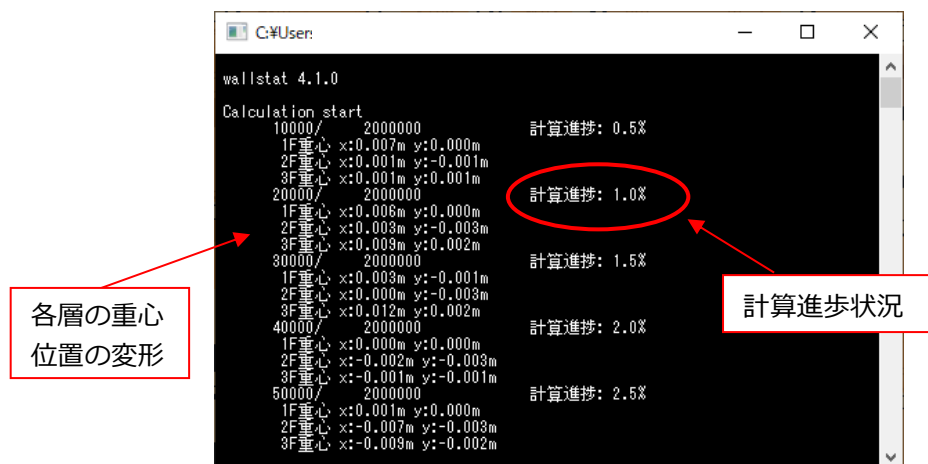 C:¥User:
wallstat 4.1.0
Calculation start
10000/ 2000000 計算進捗: 0.5%
1F重心 x:0.007m y:0.000m
2F重心 x:0.001m y:-0.001m
3F重心 x:0.001m y:0.001m
20000/ 2000000 計算進捗: 1.0%
1F重心 x:0.006m y:0.000m
2F重心 x:0.003m y:-0.003m
3F重心 x:0.009m y:0.002m
30000/ 2000000 計算進捗: 1.5%
1F重心 x:0.003m y:-0.001m
2F重心 x:0.000m y:-0.003m
3F重心 x:0.012m y:0.002m
40000/ 2000000 計算進捗: 2.0%
1F重心 x:0.000m y:0.000m
2F重心 x:-0.002m y:-0.003m
3F重心 x:-0.001m y:-0.001m
50000/ 2000000 計算進捗: 2.5%
1F重心 x:0.001m y:0.000m
2F重心 x:-0.007m y:-0.003m
3F重心 x:-0.009m y:-0.002m
各層の重心
位置の変形
計算進歩状況